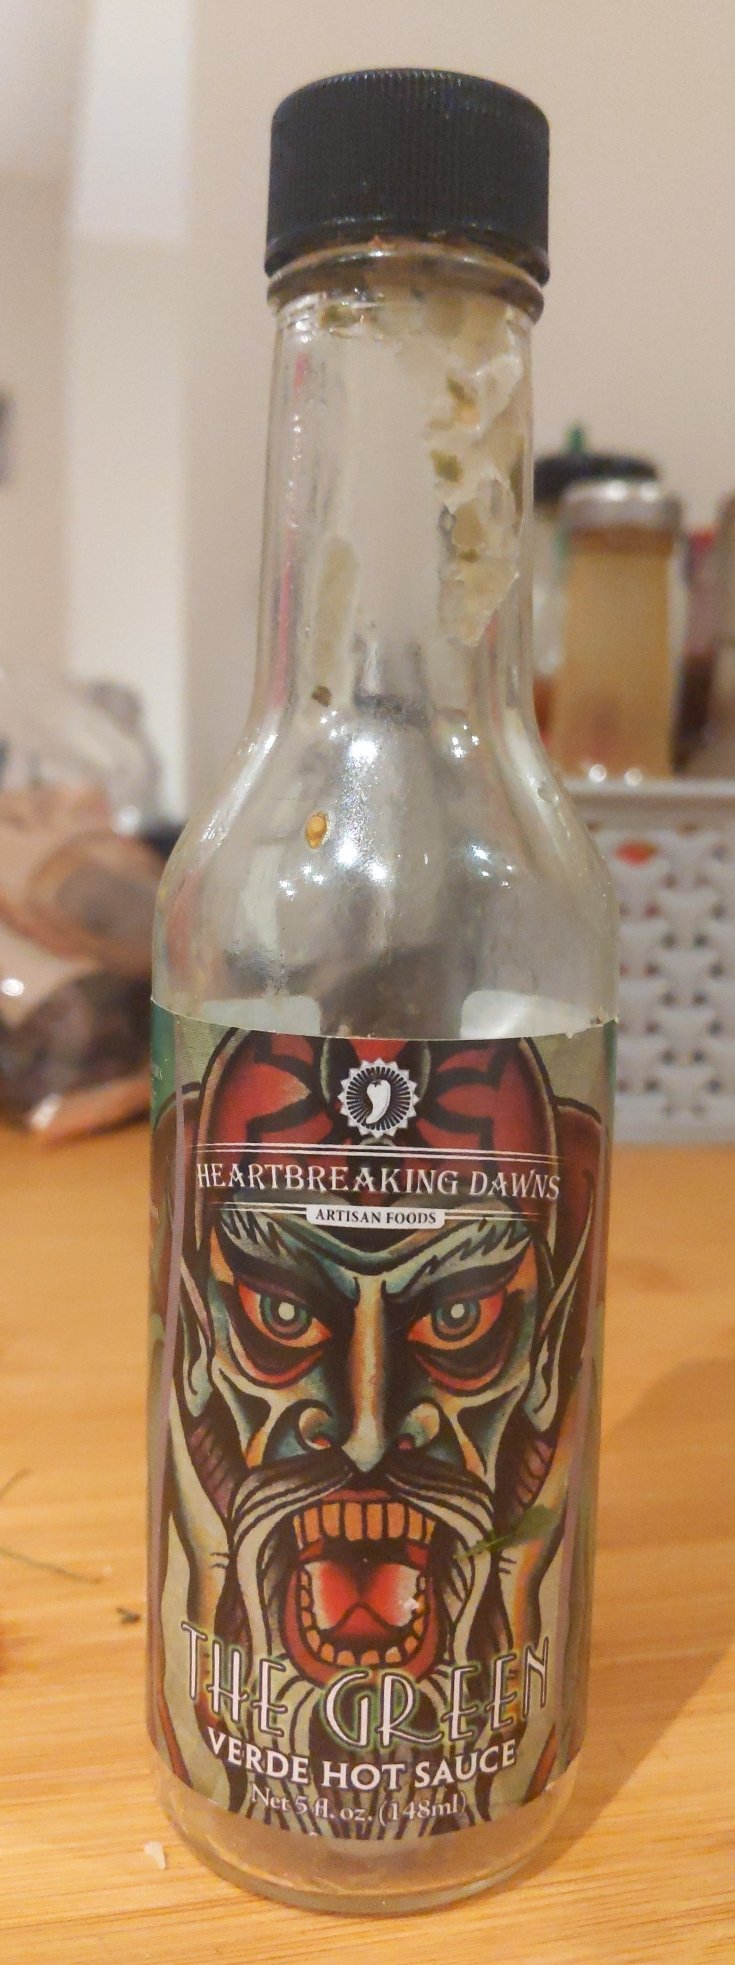 HEARTBREAKING DAWNS
ARTISAN FOODS
THE GREEN
VERDE HOT SAUCE
Net 5 fl. oz. (148ml)